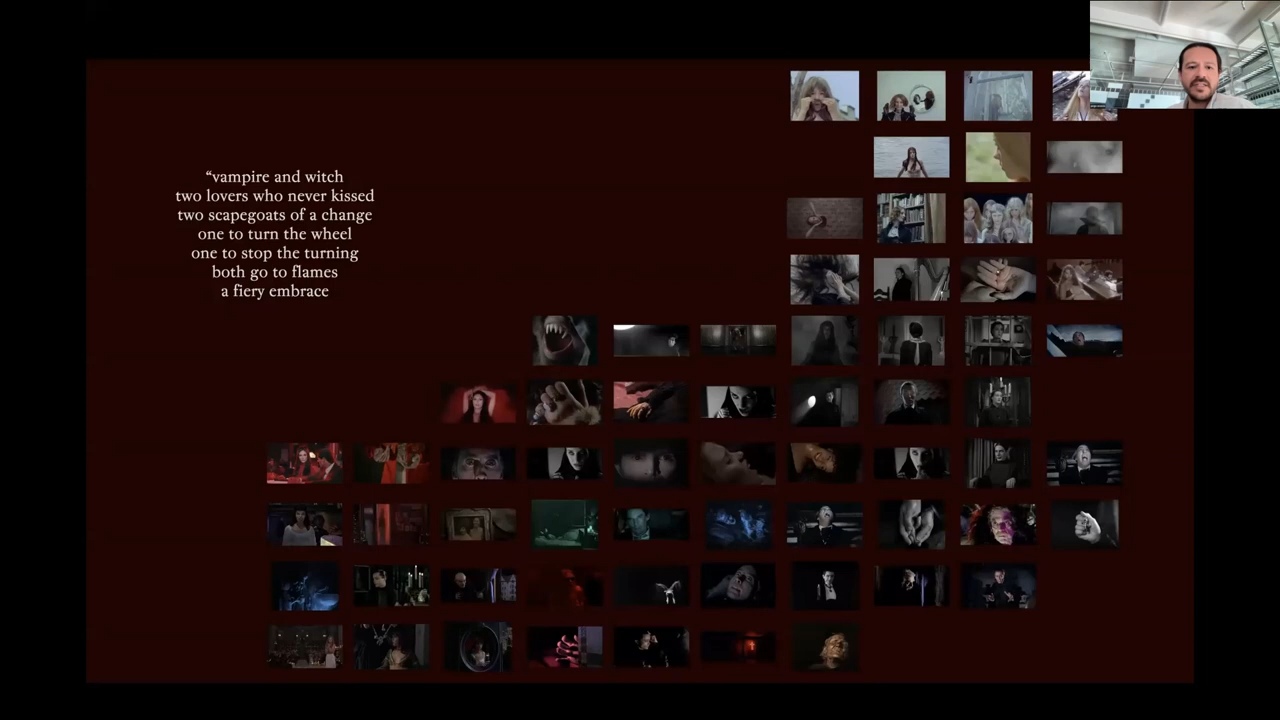 “vampire and witch
two lovers who never kissed
two scapegoats of a change
one to turn the wheel
one to stop the turning
both go to flames
a fiery embrace